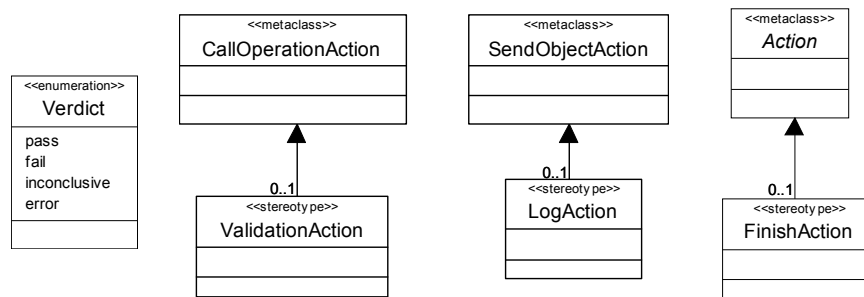 <<enumeration>>
Verdict
pass
fail
inconclusive
error
<<metaclass>>
CallOperationAction
0..1
<<stereotype>>
ValidationAction
<<metaclass>>
SendObjectAction
0..1
<<stereotype>>
LogAction
<<metaclass>>
Action
0..1
<<stereotype>>
FinishAction